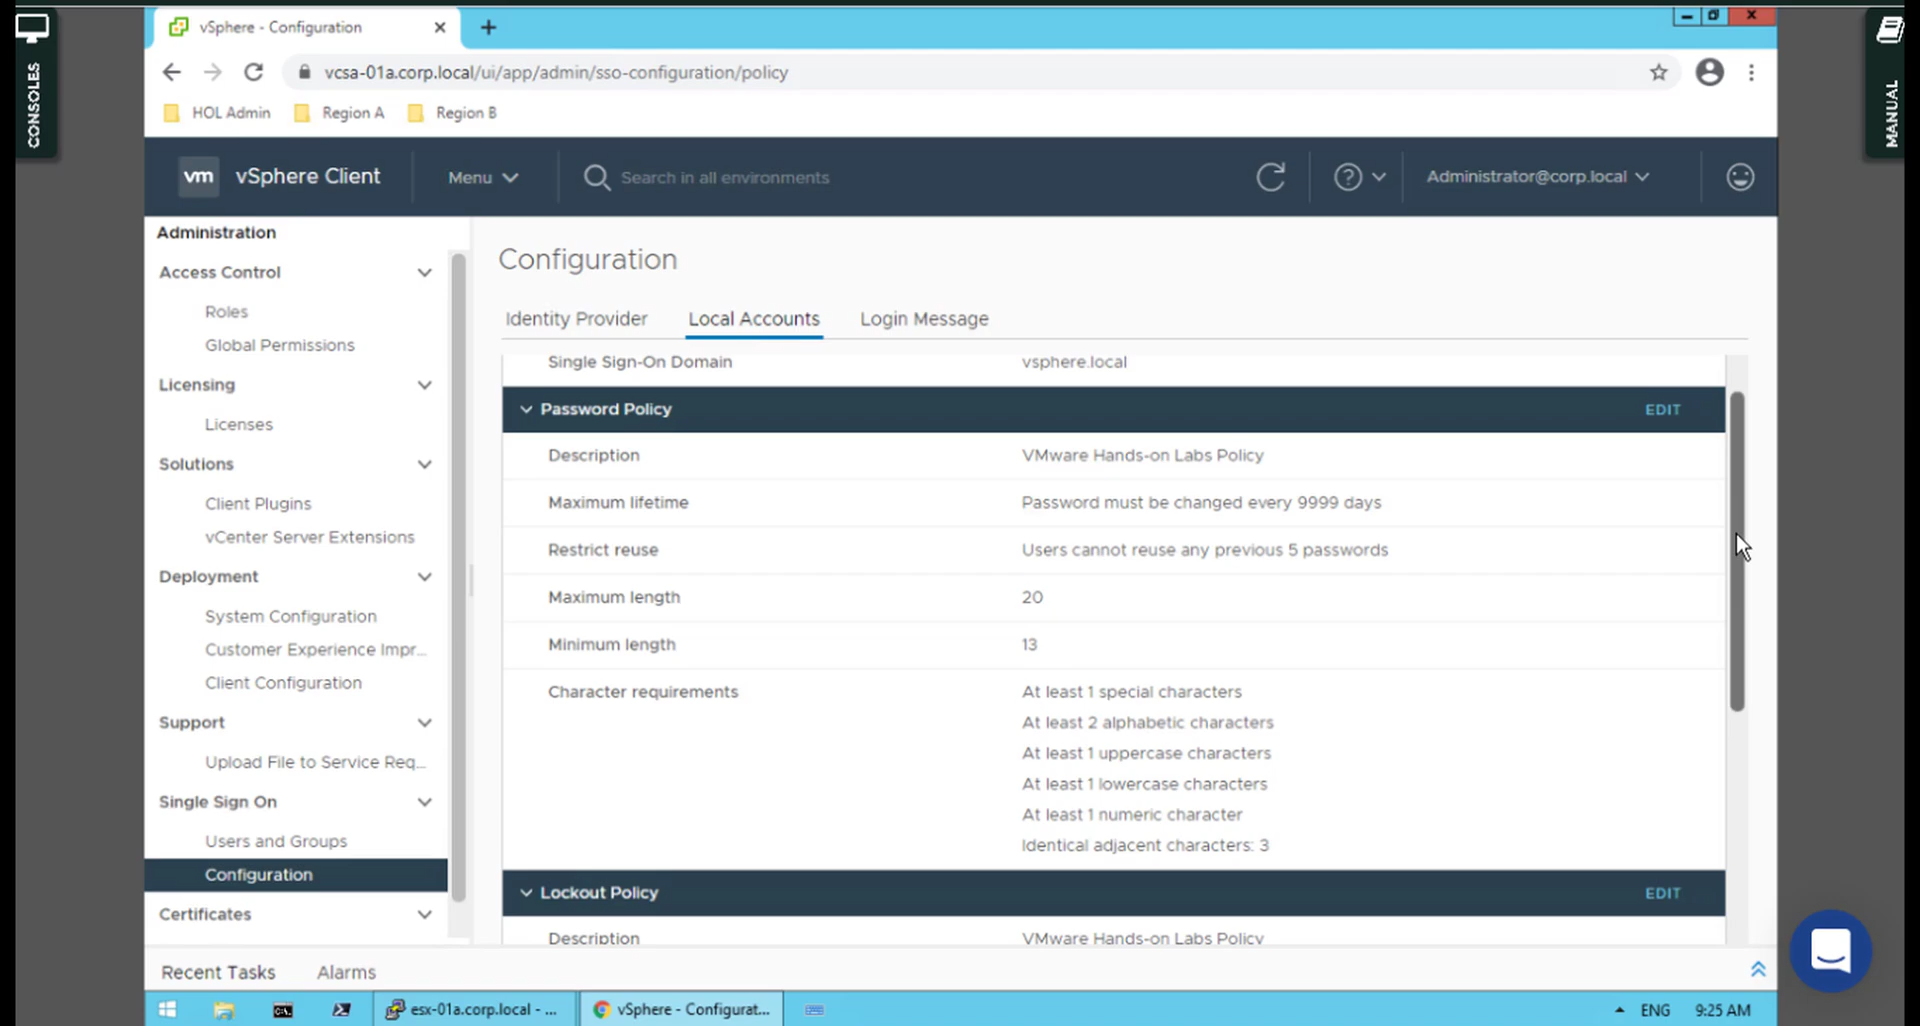 CONSOLES
MANUAL
vSphere - Configuration
vcsa-01a.corp.local/ui/app/admin/sso-configuration/policy
HOL Admin Region A Region B
vm vSphere Client Menu Search in all environments Administrator@corp.local
Administration
Access Control
Roles
Global Permissions
Licensing
Licenses
Solutions
Client Plugins
vCenter Server Extensions
Deployment
System Configuration
Customer Experience Impr...
Client Configuration
Support
Upload File to Service Req...
Single Sign On
Users and Groups
Configuration
Certificates
Configuration
Identity Provider Local Accounts Login Message
Single Sign-On Domain vsphere.local
Password Policy EDIT
Description VMware Hands-on Labs Policy
Maximum lifetime Password must be changed every 9999 days
Restrict reuse Users cannot reuse any previous 5 passwords
Maximum length 20
Minimum length 13
Character requirements At least 1 special characters
At least 2 alphabetic characters
At least 1 uppercase characters
At least 1 lowercase characters
At least 1 numeric character
Identical adjacent characters: 3
Lockout Policy EDIT
Description VMware Hands-on Labs Policy
Recent Tasks Alarms
esx-01a.corp.local - ... vSphere - Configurat... ENG 9:25 AM